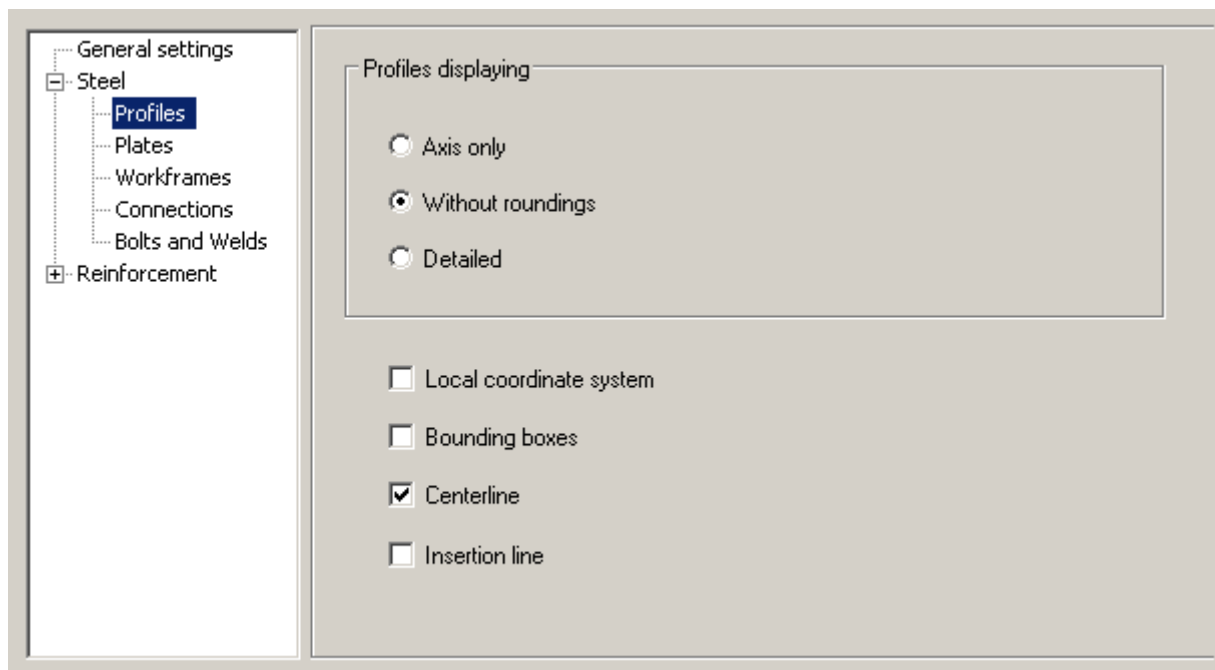 General settings
Steel
Profiles
Plates
Workframes
Connections
Bolts and Welds
Reinforcement
Profiles displaying
Axis only
Without roundings
Detailed
Local coordinate system
Bounding boxes
Centerline
Insertion line